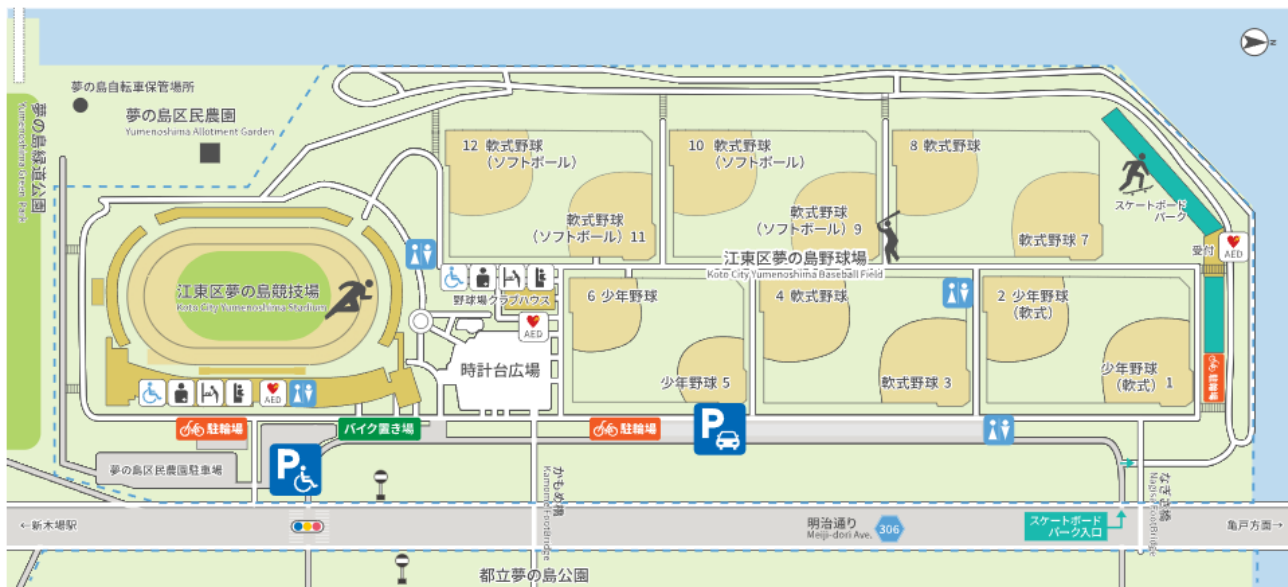 N
夢の島自転車保管場所
夢の島区民農園
Yumenoshima Allotment Garden
夢の島緑道公園
Yumenoshima Green Park
12 軟式野球
(ソフトボール)
10 軟式野球
(ソフトボール)
8 軟式野球
スケートボード
パーク
軟式野球
(ソフトボール) 11
軟式野球
(ソフトボール) 9
軟式野球 7
受付
AED
江東区夢の島野球場
Koto City Yumenoshima Baseball Field
江東区夢の島競技場
Koto City Yumenoshima Stadium
野球場クラブハウス
AED
6 少年野球
4 軟式野球
2 少年野球
(軟式)
時計台広場
少年野球 5
軟式野球 3
少年野球
(軟式) 1
駐輪場
AED
駐輪場
バイク置き場
駐輪場
P
P
夢の島区民農園駐車場
かもめ橋
Kamome FootBridge
なぎさ橋
Nagisa FootBridge
←新木場駅
明治通り
Meiji-dori Ave.
306
スケートボード
パーク入口
亀戸方面→
都立夢の島公園